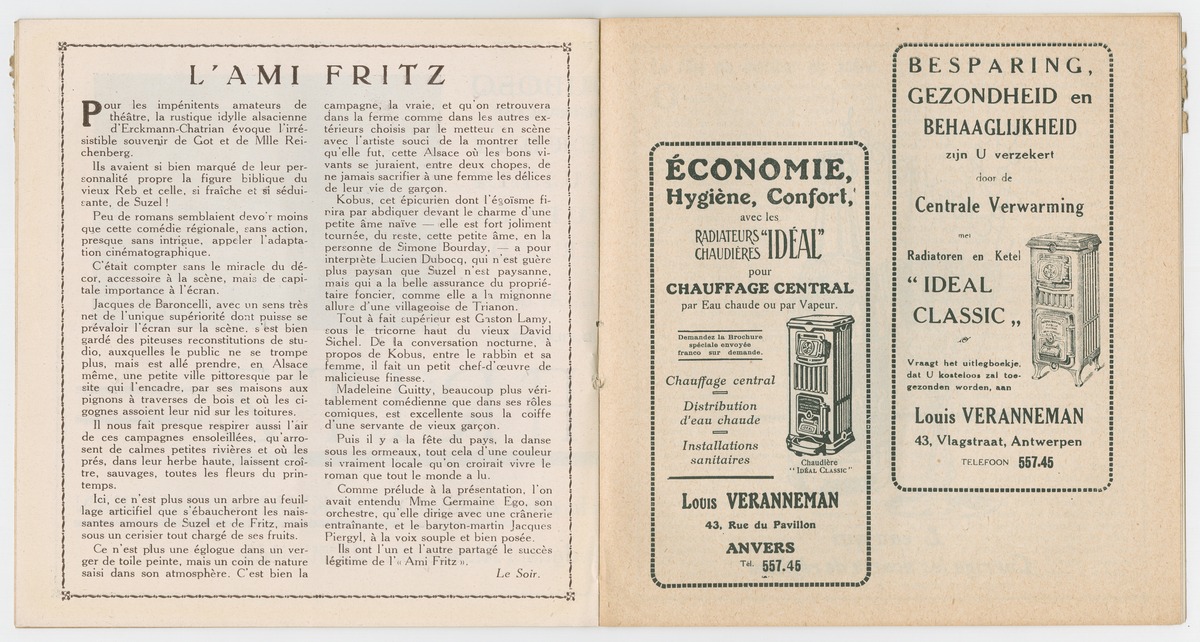 L'AMI FRITZ
Pour les impénitents amateurs de
théâtre, la rustique idylle alsacienne
d'Erckmann-Chatrian évoque l'irré-
sistible souvenir de Got et de Mlle Rei-
chenberg.
Ils avaient si bien marqué de leur per-
sonnalité propre la figure biblique du
vieux Reb et celle, si fraîche et si sédui-
sante, de Suzel !
Peu de romans semblaient devoir moins
que cette comédie régionale, sans action,
presque sans intrigue, appeler l'adapta-
tion cinématographique.
C'était compter sans le miracle du dé-
cor, accessoire à la scène, mais de capi-
tale importance à l'écran.
Jacques de Baroncelli, avec un sens très
net de l'unique supériorité dont puisse se
prévaloir l'écran sur la scène, s'est bien
gardé des piteuses reconstitutions de stu-
dio, auxquelles le public ne se trompe
plus, mais est allé prendre, en Alsace
même, une petite ville pittoresque par le
site qui l'encadre, par ses maisons aux
pignons à traverses de bois et où les ci-
gognes assoient leur nid sur les toitures.
Il nous fait presque respirer aussi l'air
de ces campagnes ensoleillées, qu'arro-
sent de calmes petites rivières et où les
prés, dans leur herbe haute, laissent croî-
tre, sauvages, toutes les fleurs du prin-
temps.
Ici, ce n'est plus sous un arbre au feuil-
lage artificiel que s'ébaucheront les nais-
santes amours de Suzel et de Fritz, mais
sous un cerisier tout chargé de ses fruits.
Ce n'est plus une églogue dans un ver-
ger de toile peinte, mais un coin de nature
saisi dans son atmosphère. C'est bien la
campagne, la vraie, et qu'on retrouvera
dans la ferme comme dans les autres ex-
térieurs choisis par le metteur en scène
avec l'artiste souci de la montrer telle
qu'elle fut, cette Alsace où les bons vi-
vants se juraient, entre deux chopes, de
ne jamais sacrifier à une femme les délices
de leur vie de garçon.
Kobus, cet épicurien dont l'égoïsme fi-
nira par abdiquer devant le charme d'une
petite âme naïve — elle est fort joliment
tournée, du reste, cette petite âme, en la
personne de Simone Bourday, — a pour
interprète Lucien Dubocq, qui n'est guère
plus paysan que Suzel n'est paysanne,
mais qui a la belle assurance du proprié-
taire foncier, comme elle a la mignonne
allure d'une villageoise de Trianon.
Tout à fait supérieur est Gaston Lamy,
sous le tricorne haut du vieux David
Sichel. De la conversation nocturne, à
propos de Kobus, entre le rabbin et sa
femme, il fait un petit chef-d'œuvre de
malicieuse finesse.
Madeleine Guitty, beaucoup plus véri-
tablement comédienne que dans ses rôles
comiques, est excellente sous la coiffe
d'une servante de vieux garçon.
Puis il y a la fête du pays, la danse
sous les ormeaux, tout cela d'une couleur
si vraiment locale qu'on croirait vivre le
roman que tout le monde a lu.
Comme prélude à la présentation, l'on
avait entendu Mme Germaine Ego, son
orchestre, qu'elle dirige avec une crânerie
entraînante, et le baryton-martin Jacques
Piergyl, à la voix souple et bien posée.
Ils ont l'un et l'autre partagé le succès
légitime de l'« Ami Fritz ».
Le Soir.
ÉCONOMIE,
Hygiène, Confort,
avec les
RADIATEURS
CHAUDIÈRES
"IDÉAL"
pour
CHAUFFAGE CENTRAL
par Eau chaude ou par Vapeur.
Demandez la Brochure
spéciale envoyée
franco sur demande.
Chauffage central
Distribution
d'eau chaude
Installations
sanitaires
Chaudière
"IDÉAL CLASSIC"
Louis VERANNEMAN
43, Rue du Pavillon
ANVERS
Tél. 557.45
BESPARING,
GEZONDHEID en
BEHAAGLIJKHEID
zijn U verzekert
door de
Centrale Verwarming
met
Radiatoren en Ketel
"IDEAL
CLASSIC„
Vraagt het uitlegboekje,
dat U kosteloos zal toe-
gezonden worden, aan
Louis VERANNEMAN
43, Vlagstraat, Antwerpen
TELEFOON 557.45